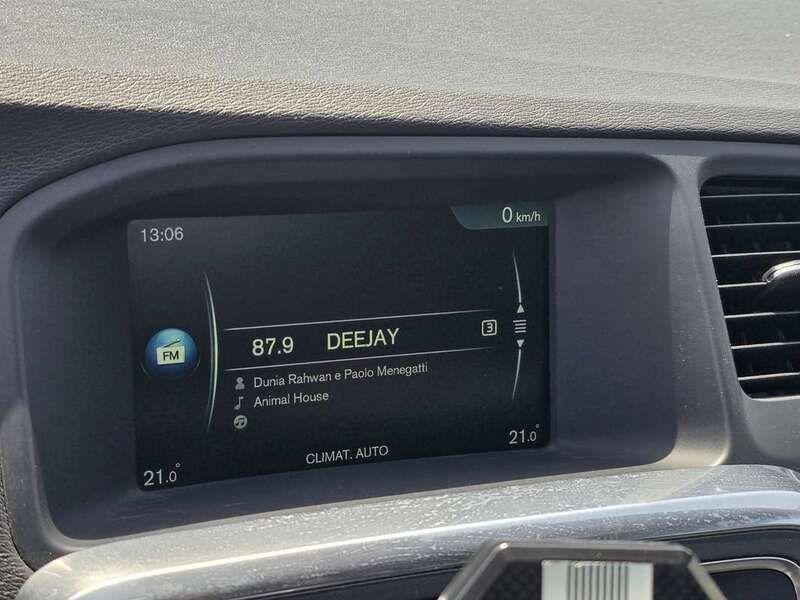 13:06
0 km/h
FM
87.9 DEEJAY 3
Dunia Rahwan e Paolo Menegatti
Animal House
CLIMAT. AUTO
21.0°
21.0°